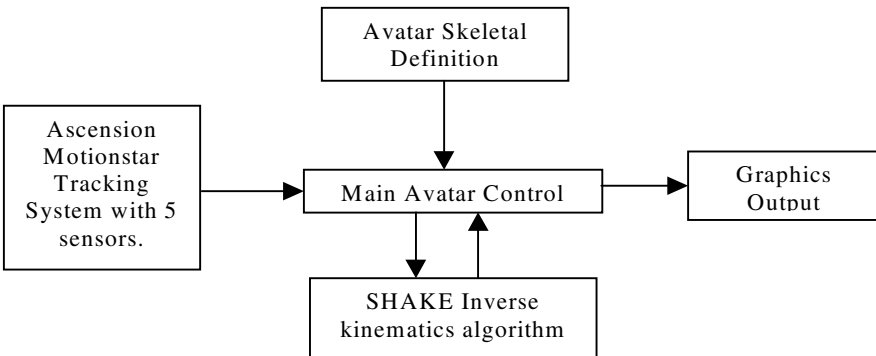 Avatar Skeletal
Definition
Ascension
Motionstar
Tracking
System with 5
sensors.
Main Avatar Control
Graphics
Output
SHAKE Inverse
kinematics algorithm